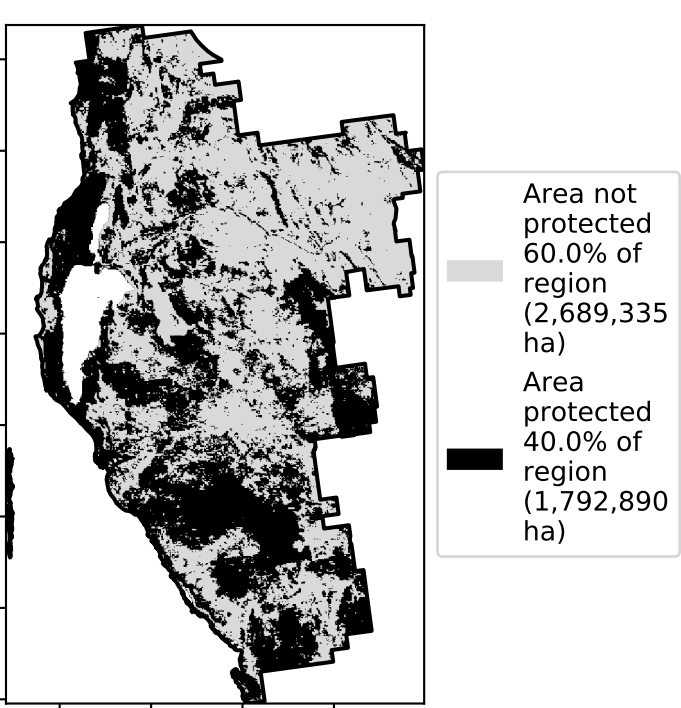 Area not
protected
60.0% of
region
(2,689,335
ha)
Area
protected
40.0% of
region
(1,792,890
ha)